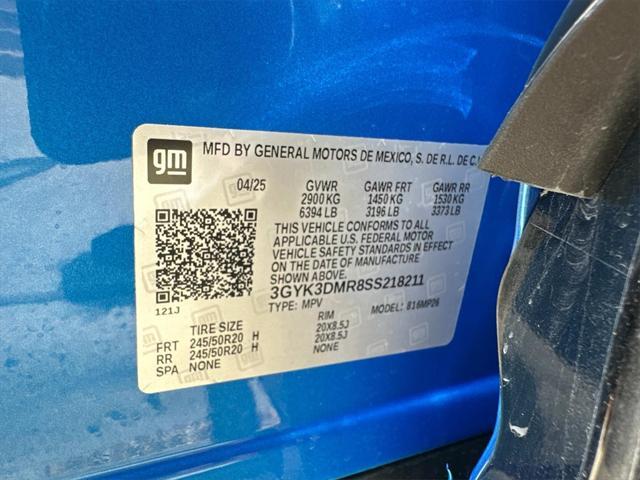 gm
MFD BY GENERAL MOTORS DE MEXICO, S. DE R.L. DE C.
04/25 GVWR GAWR FRT GAWR RR
2900 KG 1450 KG 1530 KG
6394 LB 3196 LB 3373 LB
THIS VEHICLE CONFORMS TO ALL
APPLICABLE U.S. FEDERAL MOTOR
VEHICLE SAFETY STANDARDS IN
EFFECT ON THE DATE OF MANUFACTURE
SHOWN ABOVE.
3GYK3DMR8SS218211
TYPE: MPV MODEL: 816MP26
121J
TIRE SIZE RIM
FRT 245/50R20 H 20X8.5J
RR 245/50R20 H 20X8.5J
SPA NONE NONE